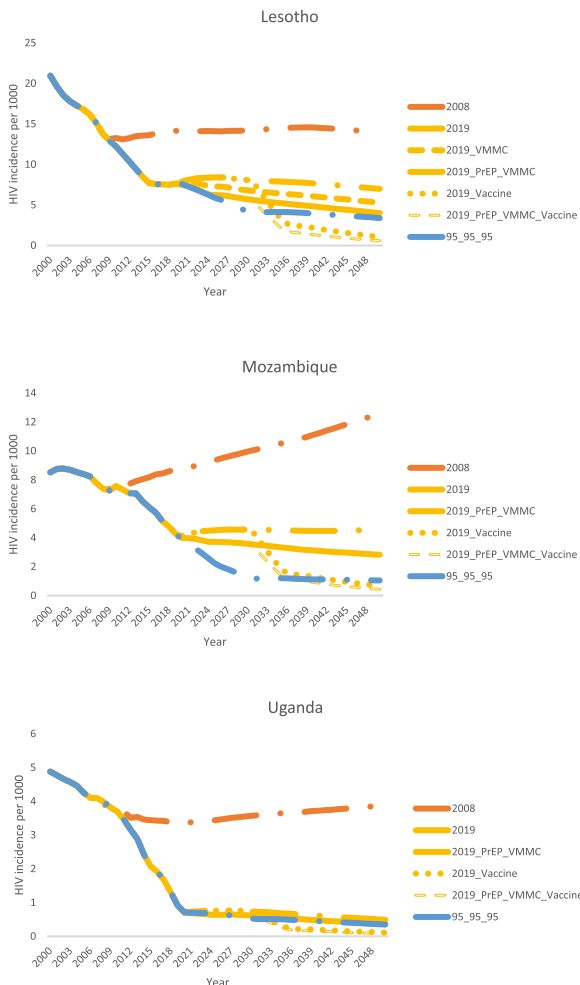 Lesotho
HIV incidence per 1000
25
20
15
10
5
0
2000 2003 2006 2009 2012 2015 2018 2021 2024 2027 2030 2033 2036 2039 2042 2045 2048
Year
2008
2019
2019_VMMC
2019_PrEP_VMMC
2019_Vaccine
2019_PrEP_VMMC_Vaccine
95_95_95
Mozambique
HIV incidence per 1000
14
12
10
8
6
4
2
0
2000 2003 2006 2009 2012 2015 2018 2021 2024 2027 2030 2033 2036 2039 2042 2045 2048
Year
2008
2019
2019_PrEP_VMMC
2019_Vaccine
2019_PrEP_VMMC_Vaccine
95_95_95
Uganda
HIV incidence per 1000
6
5
4
3
2
1
0
2000 2003 2006 2009 2012 2015 2018 2021 2024 2027 2030 2033 2036 2039 2042 2045 2048
Year
2008
2019
2019_PrEP_VMMC
2019_Vaccine
2019_PrEP_VMMC_Vaccine
95_95_95